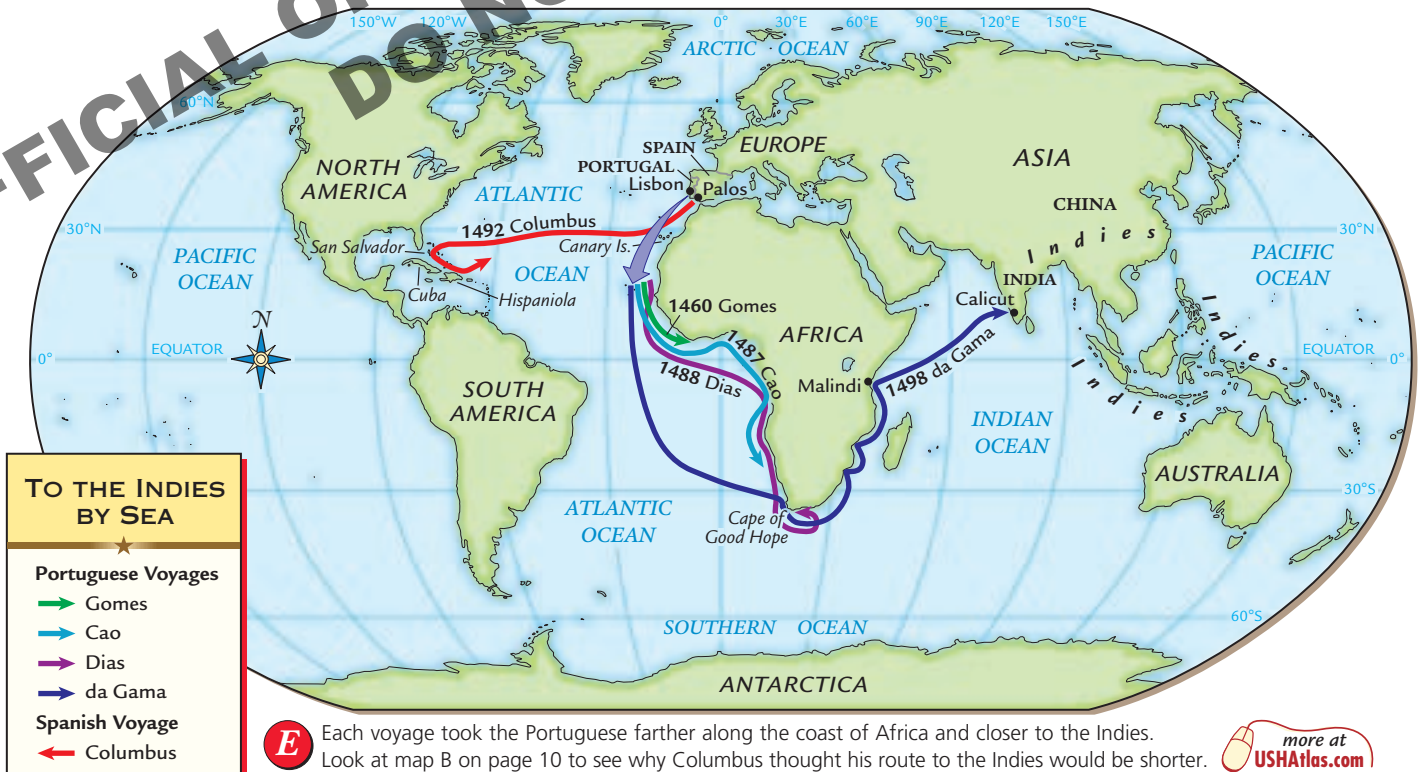 FFICIAL O
DO NO
150°W 120°W 0° 30°E 60°E 90°E 120°E 150°E
ARCTIC OCEAN
60°N
NORTH
AMERICA
EUROPE
ASIA
SPAIN
PORTUGAL
Lisbon
Palos
ATLANTIC
OCEAN
CHINA
30°N
30°N
1492 Columbus
San Salvador
Canary Is.
Cuba
Hispaniola
PACIFIC
OCEAN
PACIFIC
OCEAN
Indies
INDIA
Calicut
Indies
Indies
N
1460 Gomes
AFRICA
1487 Cao
1488 Dias
Malindi
1498 da Gama
EQUATOR
0°
EQUATOR
0°
SOUTH
AMERICA
INDIAN
OCEAN
AUSTRALIA
ATLANTIC
OCEAN
Cape of
Good Hope
30°S
60°S
SOUTHERN OCEAN
ANTARCTICA
TO THE INDIES
BY SEA
Portuguese Voyages
Gomes
Cao
Dias
da Gama
Spanish Voyage
Columbus
E
Each voyage took the Portuguese farther along the coast of Africa and closer to the Indies.
Look at map B on page 10 to see why Columbus thought his route to the Indies would be shorter.
more at
USHAtlas.com